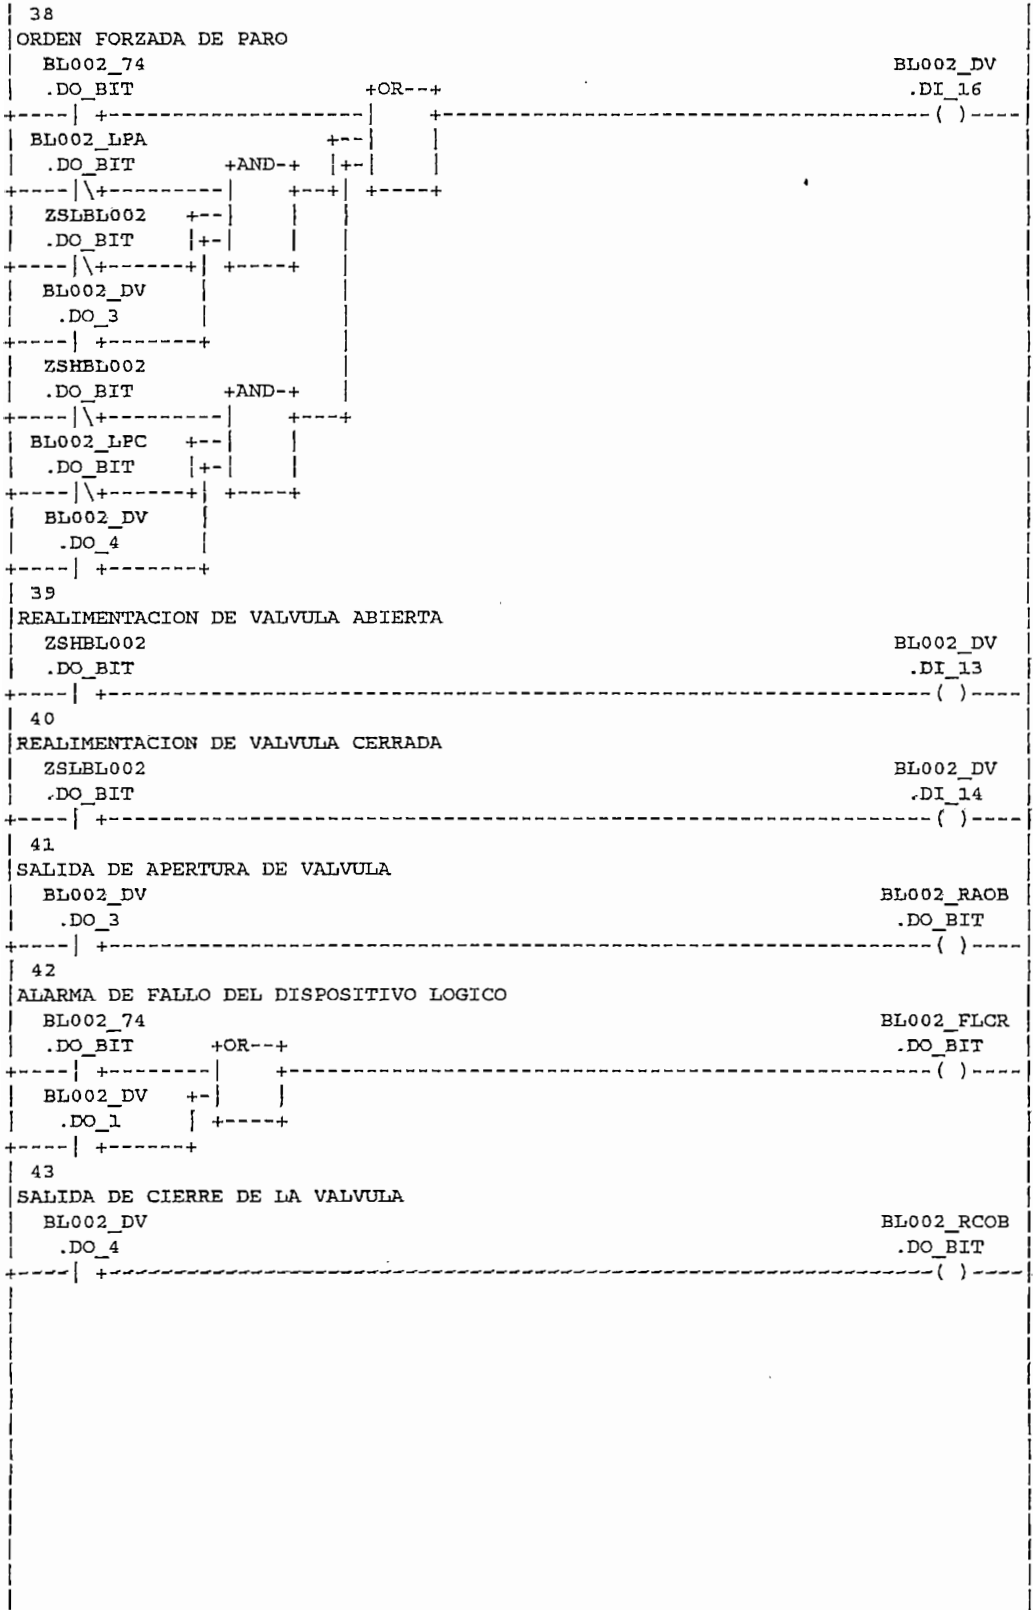 38
ORDEN FORZADA DE PARO
BL002_74 BL002_DV
.DO_BIT +OR--+ .DI_16
BL002_LPA
.DO_BIT +AND-+
ZSLBL002
.DO_BIT
BL002_DV
.DO_3
ZSHBL002
.DO_BIT +AND-+
BL002_LPC
.DO_BIT
BL002_DV
.DO_4
39
REALIMENTACION DE VALVULA ABIERTA
ZSHBL002 BL002_DV
.DO_BIT .DI_13
40
REALIMENTACION DE VALVULA CERRADA
ZSLBL002 BL002_DV
.DO_BIT .DI_14
41
SALIDA DE APERTURA DE VALVULA
BL002_DV BL002_RAOB
.DO_3 .DO_BIT
42
ALARMA DE FALLO DEL DISPOSITIVO LOGICO
BL002_74 BL002_FLCR
.DO_BIT +OR--+ .DO_BIT
BL002_DV
.DO_1
43
SALIDA DE CIERRE DE LA VALVULA
BL002_DV BL002_RCOB
.DO_4 .DO_BIT